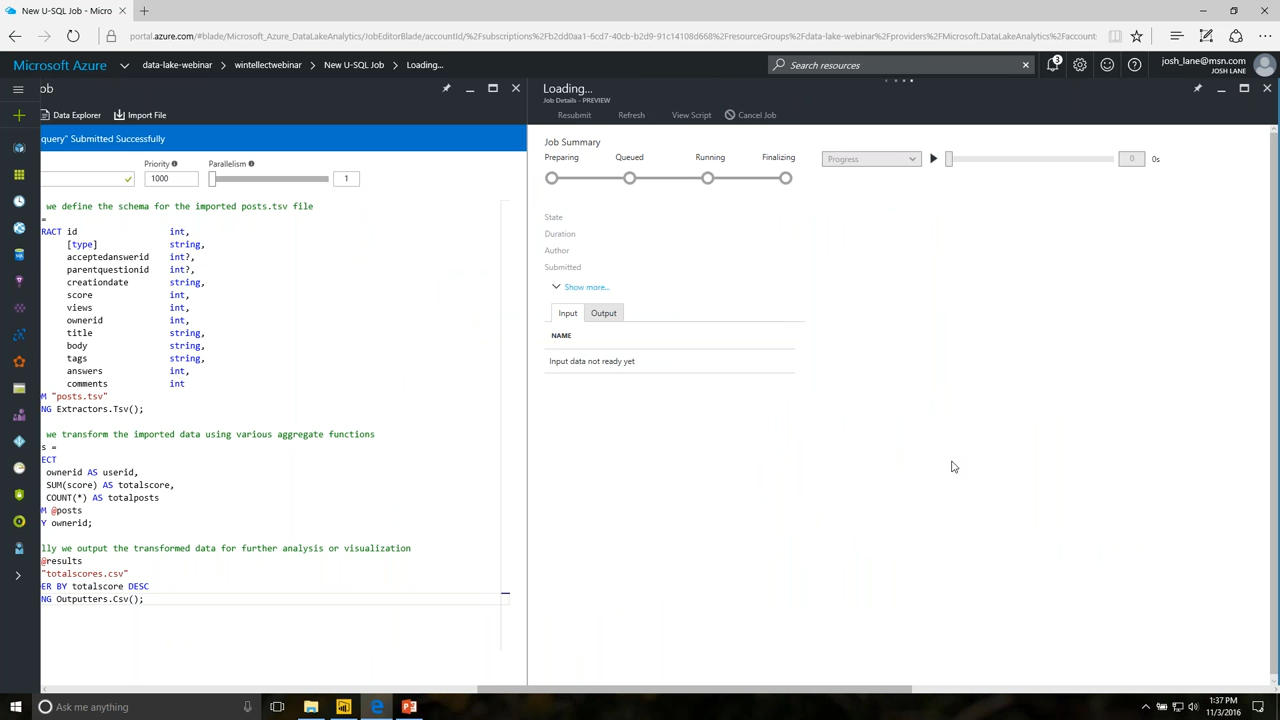 New U-SQL Job - Micro
portal.azure.com/#blade/Microsoft_Azure_DataLakeAnalytics/JobEditorBlade/accountId/%2Fsubscriptions%2Fb2dd0aa1-6cd7-40cb-b2d9-91c14108d668%2FresourceGroups%2Fdata-lake-webinar%2Fproviders%2FMicrosoft.DataLakeAnalytics%2Faccount
Microsoft Azure data-lake-webinar wintellectwebinar New U-SQL Job Loading... Search resources 3 josh_lane@msn.com
JOSH LANE
ob
Data Explorer Import File
query" Submitted Successfully
Priority Parallelism
1000 1
we define the schema for the imported posts.tsv file
=
RACT id int,
[type] string,
acceptedanswerid int?,
parentquestionid int?,
creationdate string,
score int,
views int,
ownerid int,
title string,
body string,
tags string,
answers int,
comments int
M "posts.tsv"
NG Extractors.Tsv();
we transform the imported data using various aggregate functions
s =
ECT
ownerid AS userid,
SUM(score) AS totalscore,
COUNT(*) AS totalposts
M @posts
Y ownerid;
lly we output the transformed data for further analysis or visualization
@results
"totalscores.csv"
ER BY totalscore DESC
NG Outputters.Csv();
Loading...
Job Details - PREVIEW
Resubmit Refresh View Script Cancel Job
Job Summary
Preparing Queued Running Finalizing
Progress 0 0s
State
Duration
Author
Submitted
Show more...
Input Output
NAME
Input data not ready yet
Ask me anything
1:37 PM
11/3/2016